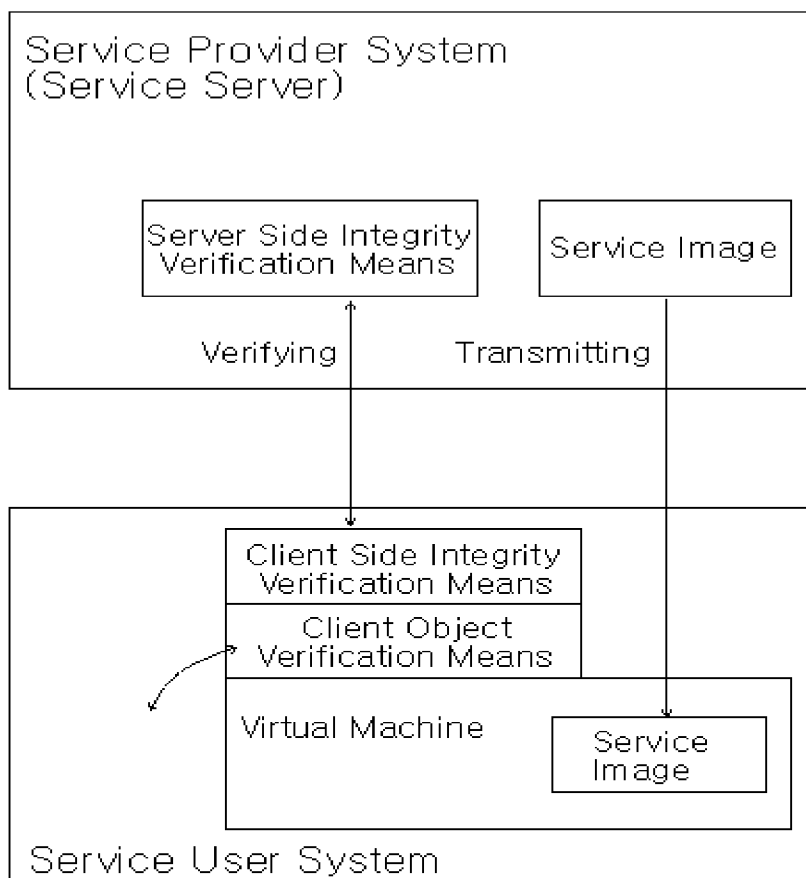 Service Provider System
(Service Server)
Server Side Integrity
Verification Means
Service Image
Verifying
Transmitting
Client Side Integrity
Verification Means
Client Object
Verification Means
Virtual Machine
Service
Image
Service User System